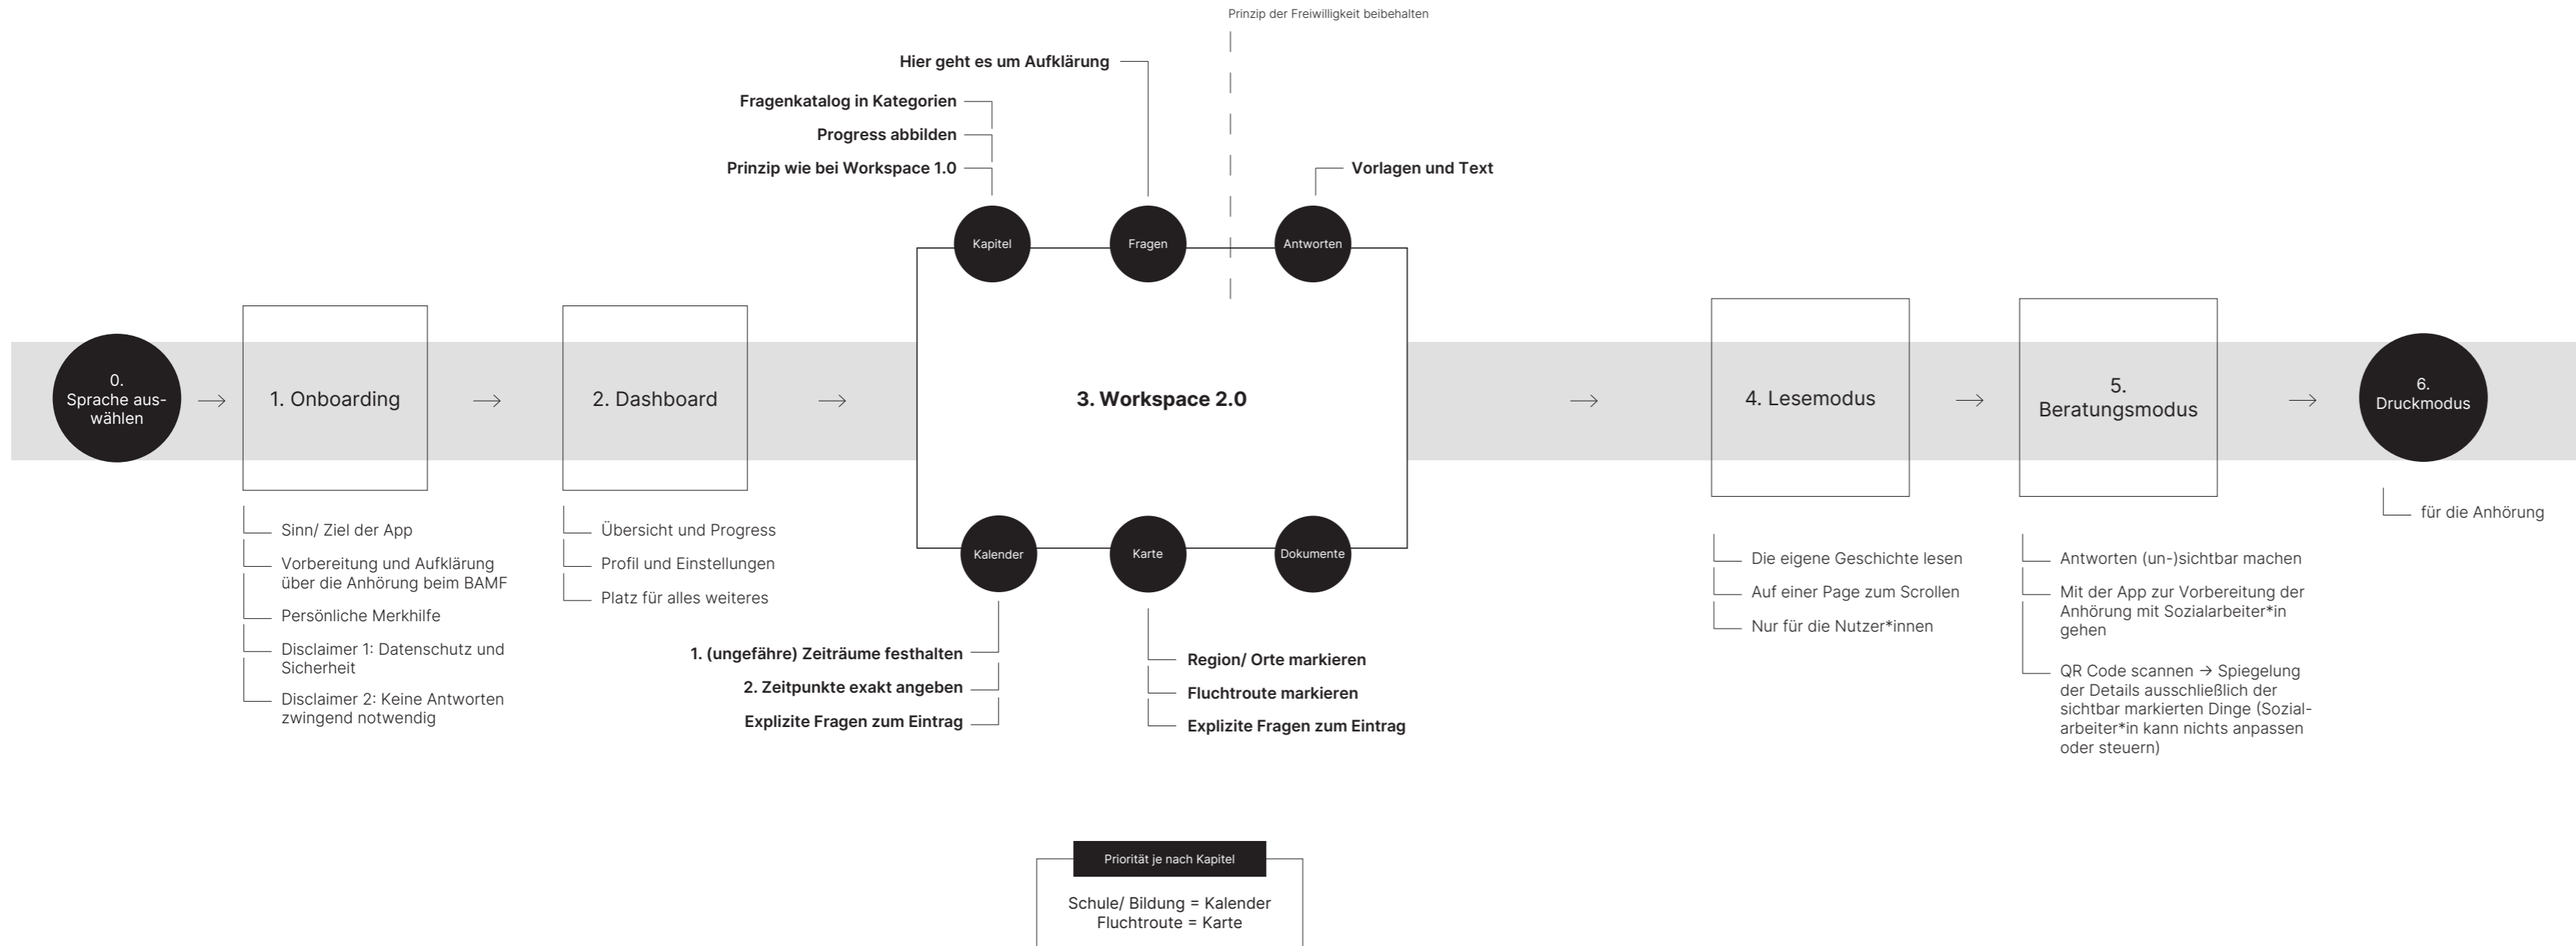 Prinzip der Freiwilligkeit beibehalten
Hier geht es um Aufklärung
Fragenkatalog in Kategorien
Progress abbilden
Prinzip wie bei Workspace 1.0
Vorlagen und Text
Kapitel
Fragen
Antworten
0.
Sprache aus-
wählen
1. Onboarding
2. Dashboard
3. Workspace 2.0
4. Lesemodus
5.
Beratungsmodus
6.
Druckmodus
Kalender
Karte
Dokumente
Sinn/ Ziel der App
Vorbereitung und Aufklärung
über die Anhörung beim BAMF
Persönliche Merkhilfe
Disclaimer 1: Datenschutz und
Sicherheit
Disclaimer 2: Keine Antworten
zwingend notwendig
Übersicht und Progress
Profil und Einstellungen
Platz für alles weiteres
1. (ungefähre) Zeiträume festhalten
2. Zeitpunkte exakt angeben
Explizite Fragen zum Eintrag
Region/ Orte markieren
Fluchtroute markieren
Explizite Fragen zum Eintrag
Die eigene Geschichte lesen
Auf einer Page zum Scrollen
Nur für die Nutzer*innen
Antworten (un-)sichtbar machen
Mit der App zur Vorbereitung der
Anhörung mit Sozialarbeiter*in
gehen
QR Code scannen → Spiegelung
der Details ausschließlich der
sichtbar markierten Dinge (Sozial-
arbeiter*in kann nichts anpassen
oder steuern)
für die Anhörung
Priorität je nach Kapitel
Schule/ Bildung = Kalender
Fluchtroute = Karte